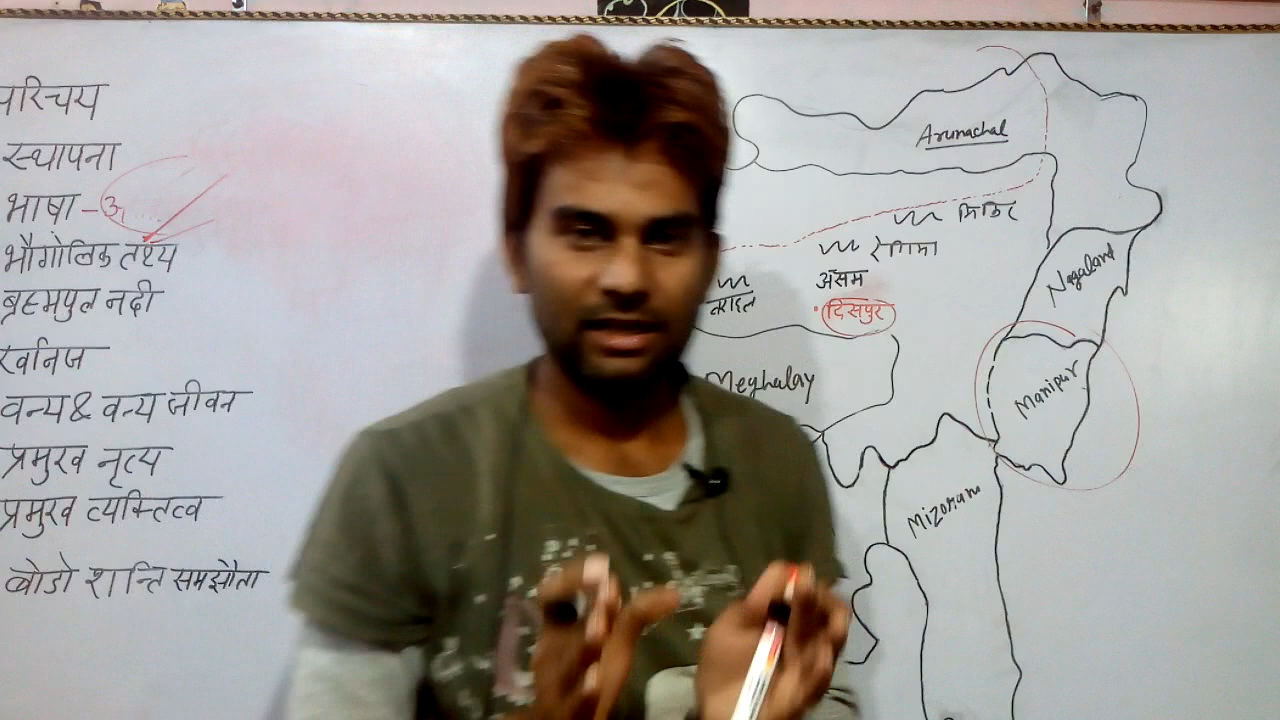 परिचय
स्थापना
भाषा - अ
भौगोलिक तथ्य
ब्रह्मपुत्र नदी
खनिज
वन्य & वन्य जीवन
प्रमुख नृत्य
प्रमुख व्यक्तित्व
बोडो शान्ति समझौता
Arunachal
मिकिर
रेंगमा
असम
दिसपुर
Nagaland
Meghalay
Manipur
Mizoram